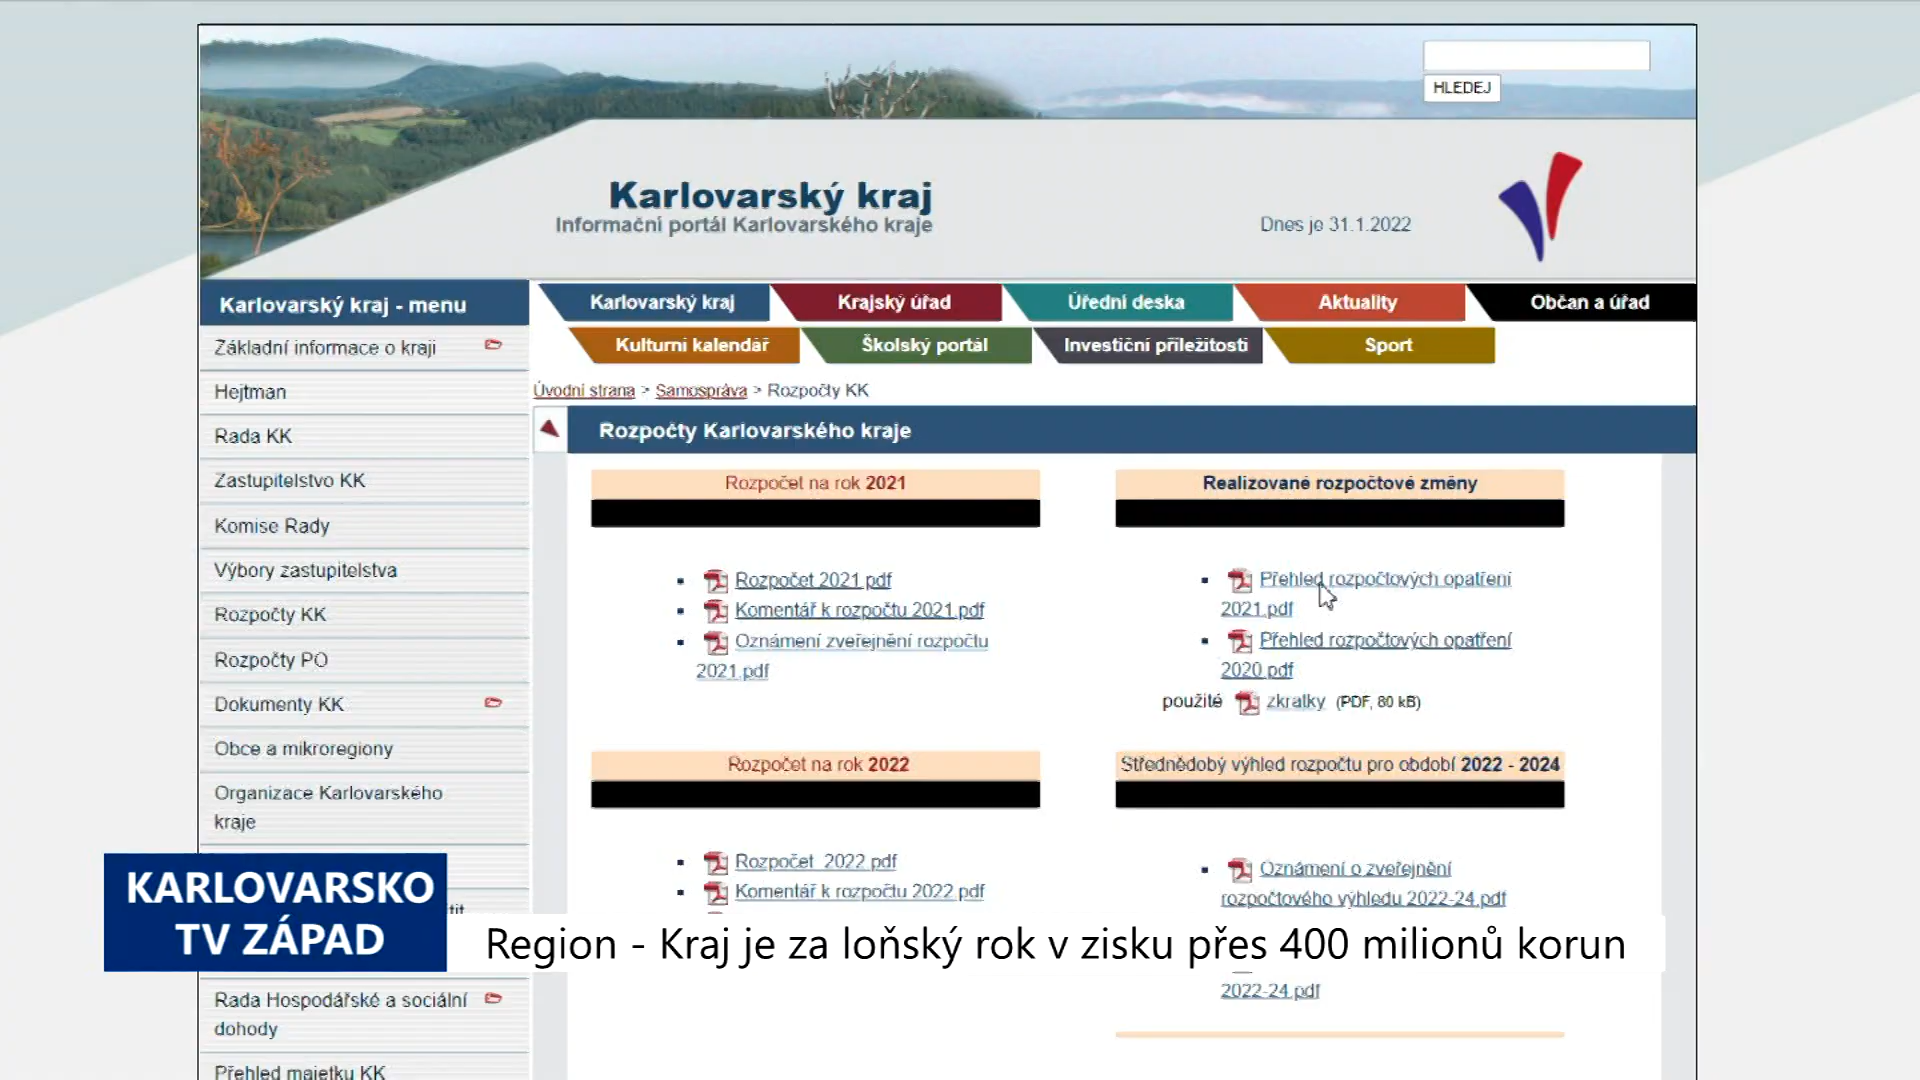 HLEDEJ
Karlovarský kraj
Informační portál Karlovarského kraje
Dnes je 31.1.2022
Karlovarský kraj - menu
Základní informace o kraji
Hejtman
Rada KK
Zastupitelstvo KK
Komise Rady
Výbory zastupitelstva
Rozpočty KK
Rozpočty PO
Dokumenty KK
Obce a mikroregiony
Organizace Karlovarského
kraje
Rada Hospodářské a sociální
dohody
Přehled majetku KK
Karlovarský kraj
Krajský úřad
Úřední deska
Aktuality
Občan a úřad
Kulturní kalendář
Školský portál
Investiční příležitosti
Sport
Úvodní strana > Samospráva > Rozpočty KK
Rozpočty Karlovarského kraje
Rozpočet na rok 2021
Rozpočet 2021.pdf
Komentář k rozpočtu 2021.pdf
Oznámení zveřejnění rozpočtu
2021.pdf
Realizované rozpočtové změny
Přehled rozpočtových opatření
2021.pdf
Přehled rozpočtových opatření
2020.pdf
použité zkratky (PDF, 80 kB)
Rozpočet na rok 2022
Rozpočet 2022.pdf
Komentář k rozpočtu 2022.pdf
Střednědobý výhled rozpočtu pro období 2022 - 2024
Oznámení o zveřejnění
rozpočtového výhledu 2022-24.pdf
2022-24.pdf
KARLOVARSKO
TV ZÁPAD
Region - Kraj je za loňský rok v zisku přes 400 milionů korun